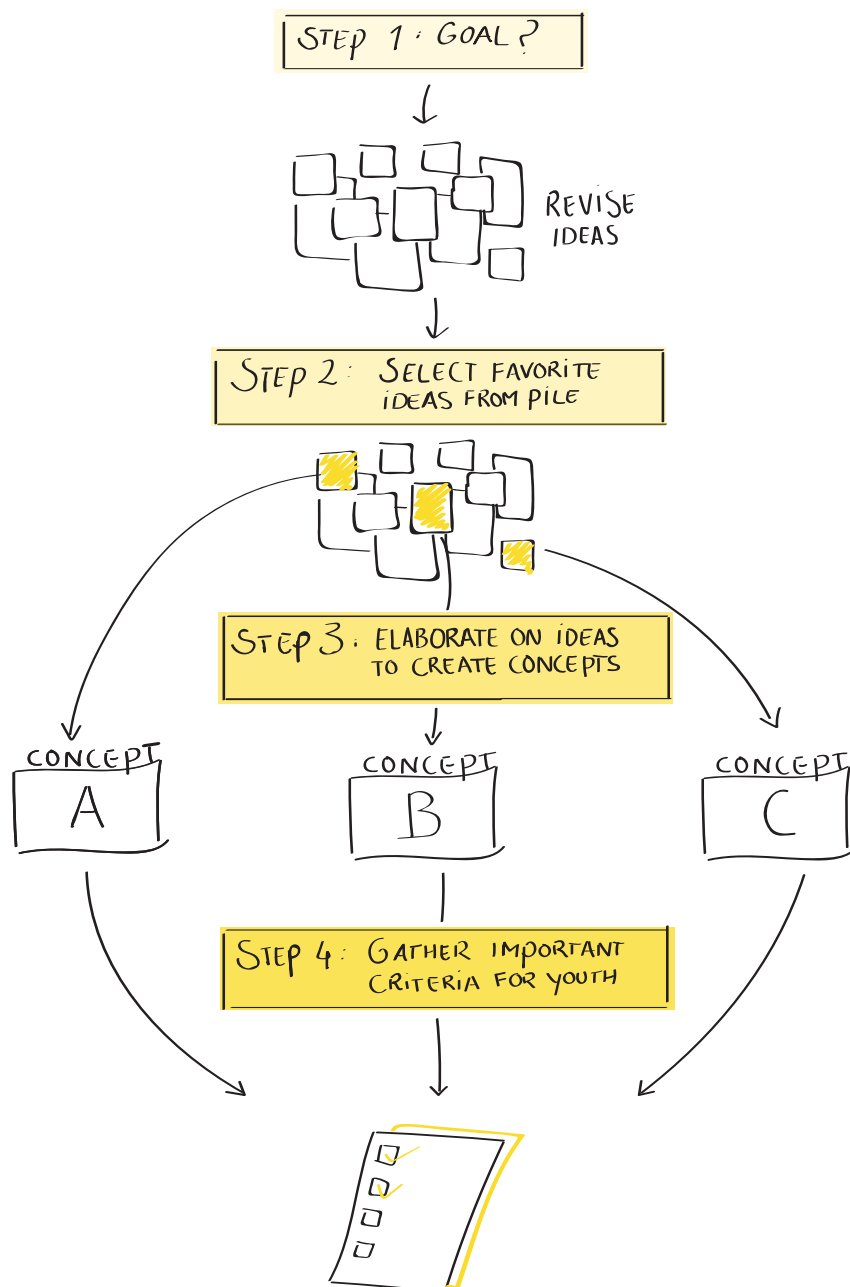 STEP 1: GOAL?
REVISE
IDEAS
STEP 2: SELECT FAVORITE
IDEAS FROM PILE
STEP 3: ELABORATE ON IDEAS
TO CREATE CONCEPTS
CONCEPT
A
CONCEPT
B
CONCEPT
C
STEP 4: GATHER IMPORTANT
CRITERIA FOR YOUTH